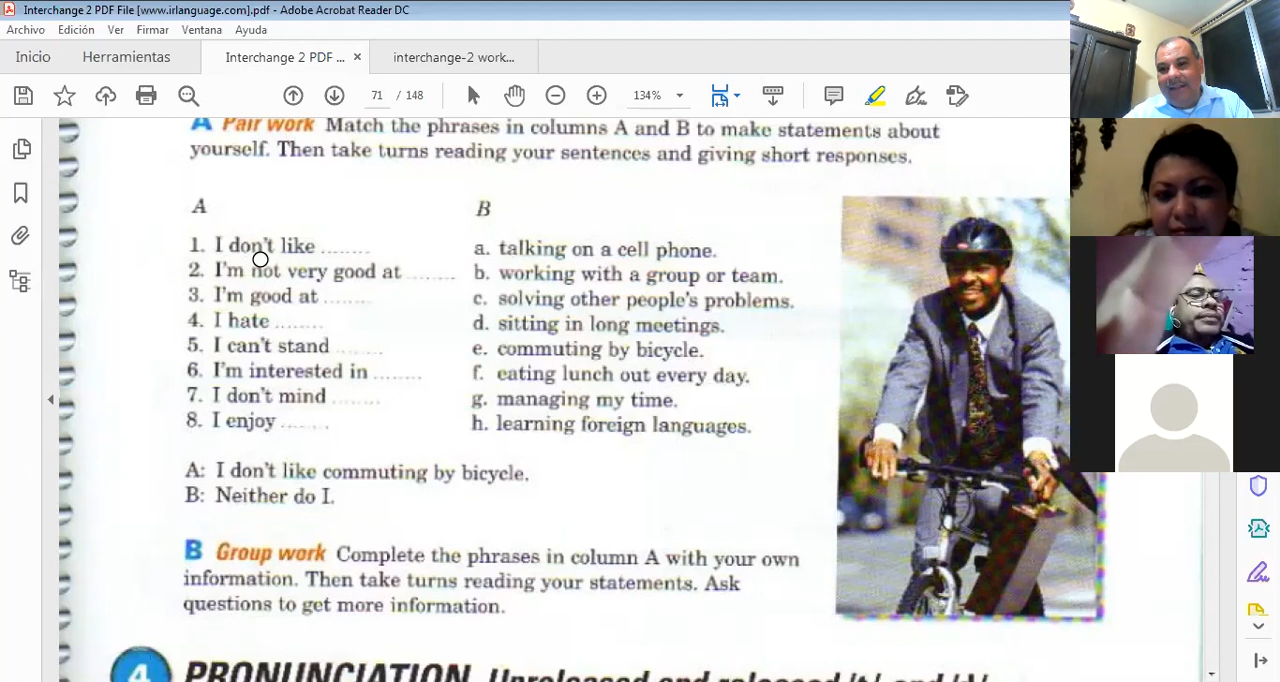 Interchange 2 PDF File [www.irlanguage.com].pdf - Adobe Acrobat Reader DC
Archivo Edición Ver Firmar Ventana Ayuda
Inicio Herramientas Interchange 2 PDF ... × interchange-2 work...
71 / 148 134%
A Pair work Match the phrases in columns A and B to make statements about
yourself. Then take turns reading your sentences and giving short responses.
A
1. I don't like ........
2. I'm not very good at ........
3. I'm good at ........
4. I hate ........
5. I can't stand ........
6. I'm interested in ........
7. I don't mind ........
8. I enjoy ........
B
a. talking on a cell phone.
b. working with a group or team.
c. solving other people's problems.
d. sitting in long meetings.
e. commuting by bicycle.
f. eating lunch out every day.
g. managing my time.
h. learning foreign languages.
A: I don't like commuting by bicycle.
B: Neither do I.
B Group work Complete the phrases in column A with your own
information. Then take turns reading your statements. Ask
questions to get more information.
4 PRONUNCIATION Unreleased and released /t/ and /d/